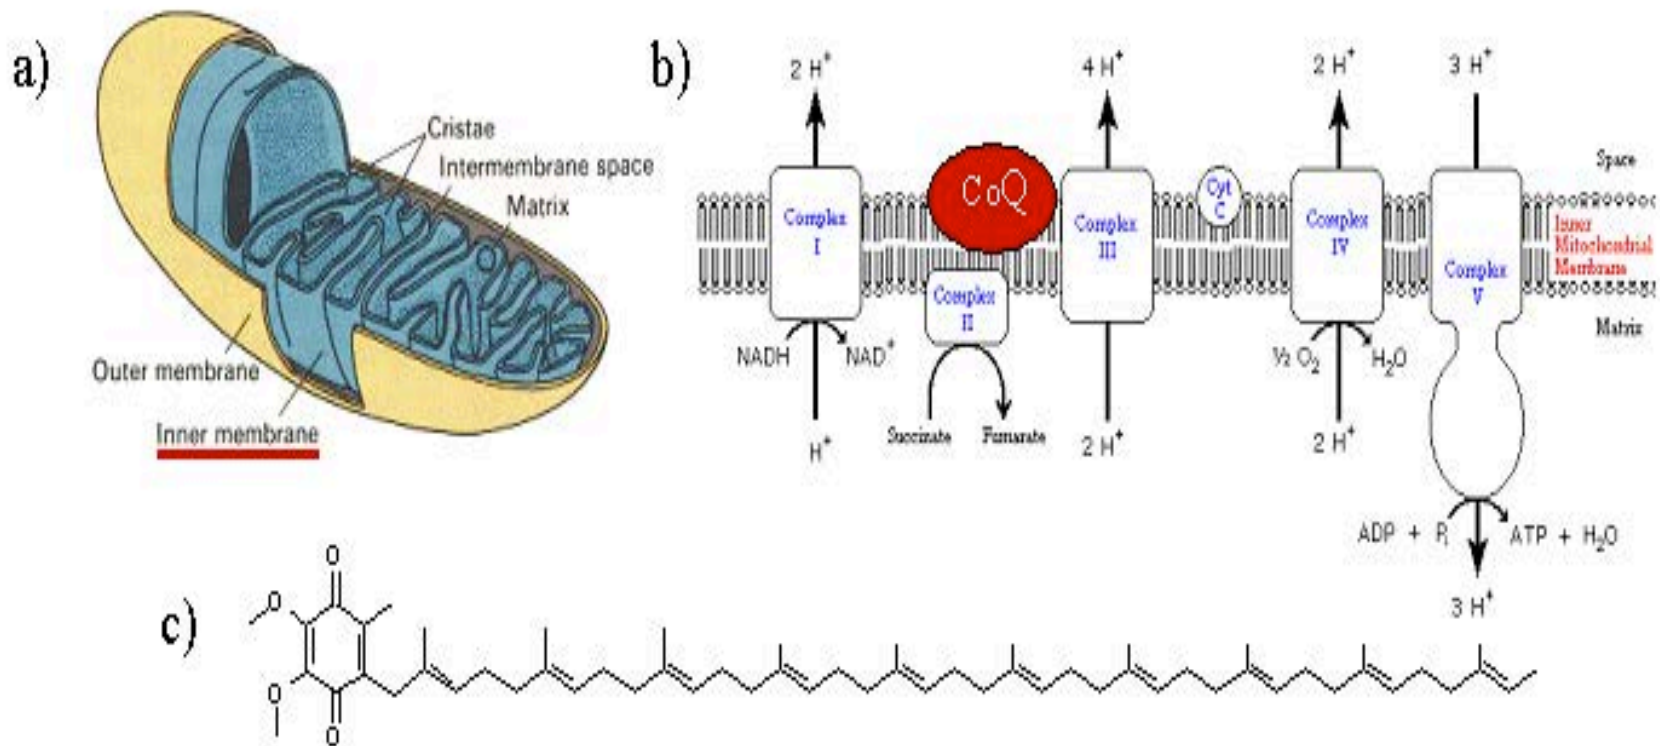 a)
Cristae
Intermembrane space
Matrix
Outer membrane
Inner membrane
b)
2 H⁺
4 H⁺
2 H⁺
3 H⁺
Space
CoQ
Cyt
C
Complex
I
Complex
II
Complex
III
Complex
IV
Complex
V
Inner
Mitochondrial
Membrane
Matrix
NADH
NAD⁺
½ O₂
H₂O
H⁺
Succinate
Fumarate
2 H⁺
2 H⁺
ADP + Pᵢ
ATP + H₂O
3 H⁺
c)
O
O
O
O